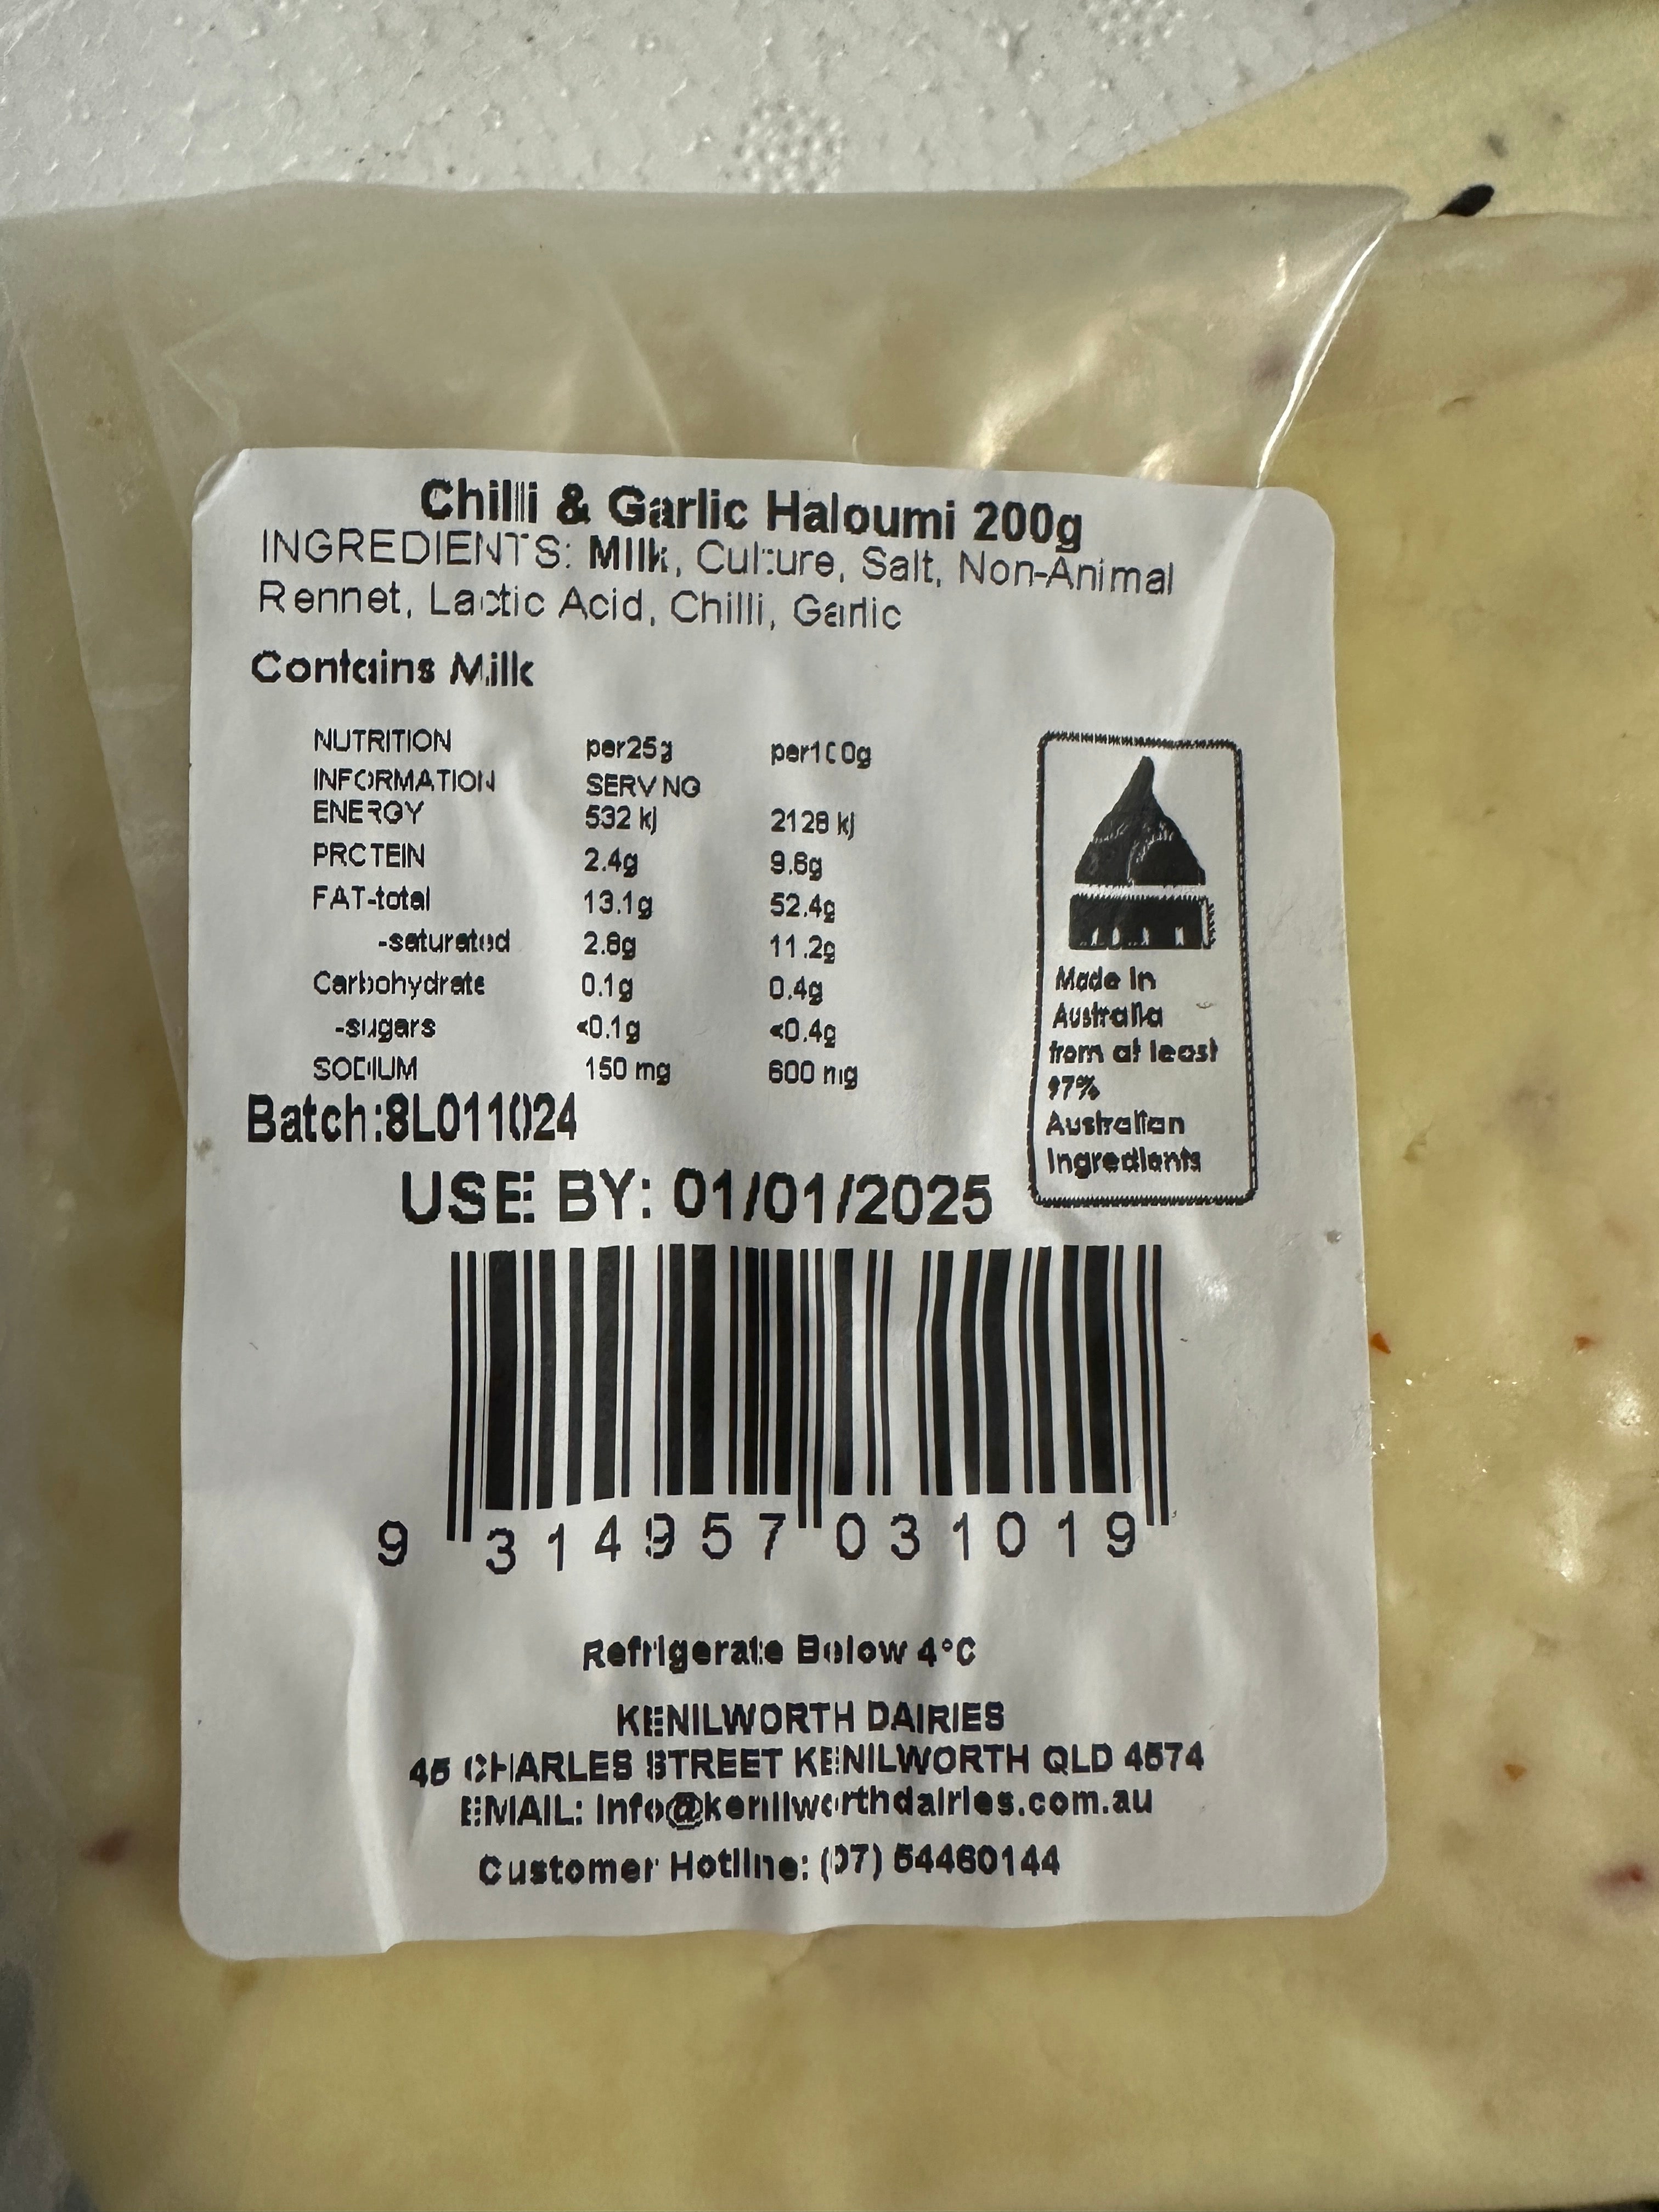 Chilli & Garlic Haloumi 200g
INGREDIENTS: Milk, Culture, Salt, Non-Animal
Rennet, Lactic Acid, Chilli, Garlic
Contains Milk
NUTRITION INFORMATION per25g SERVING per100g
ENERGY 532 kj 2128 kj
PROTEIN 2.4g 9.6g
FAT-total 13.1g 52.4g
-saturated 2.8g 11.2g
Carbohydrate 0.1g 0.4g
-sugars <0.1g <0.4g
SODIUM 150 mg 600 mg
Made in
Australia
from at least
97%
Australian
Ingredients
Batch:8L011024
USE BY: 01/01/2025
9 314957 031019
Refrigerate Below 4°C
KENILWORTH DAIRIES
45 CHARLES STREET KENILWORTH QLD 4574
EMAIL: info@kenilworthdairies.com.au
Customer Hotline: (07) 54460144